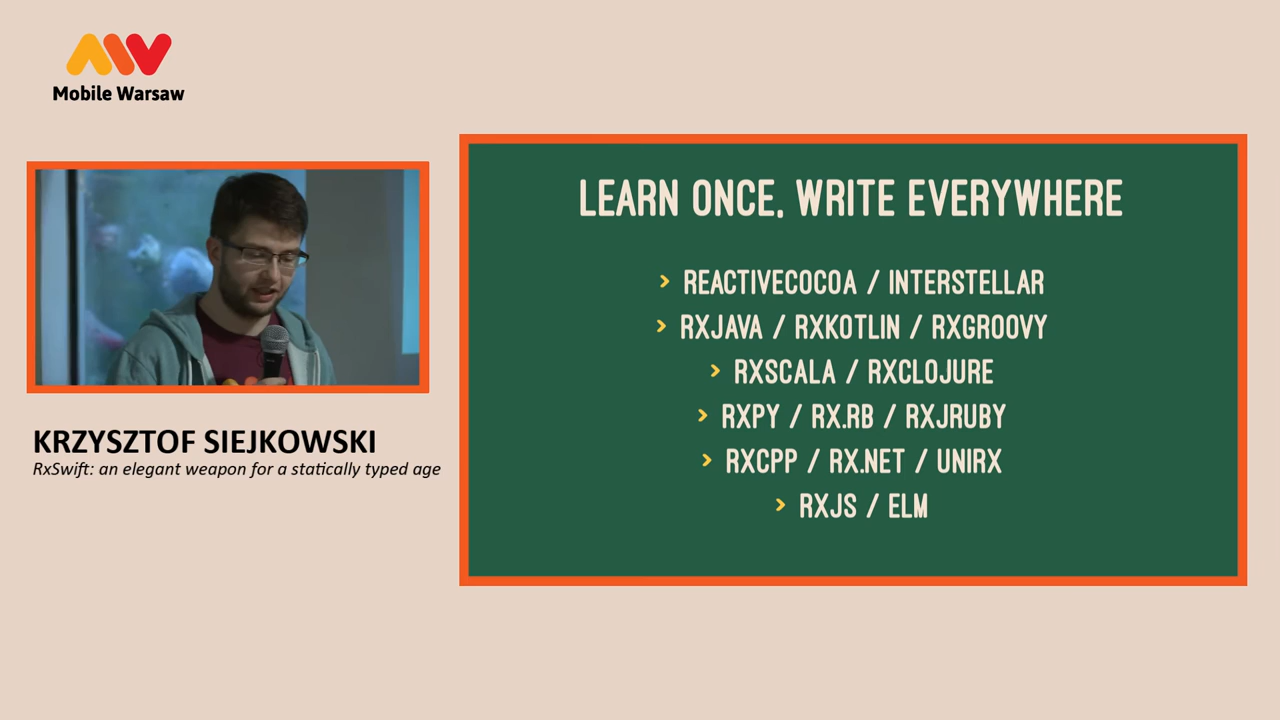 Mobile Warsaw
LEARN ONCE, WRITE EVERYWHERE
> REACTIVECOCOA / INTERSTELLAR
> RXJAVA / RXKOTLIN / RXGROOVY
> RXSCALA / RXCLOJURE
> RXPY / RX.RB / RXJRUBY
> RXCPP / RX.NET / UNIRX
> RXJS / ELM
KRZYSZTOF SIEJKOWSKI
RxSwift: an elegant weapon for a statically typed age